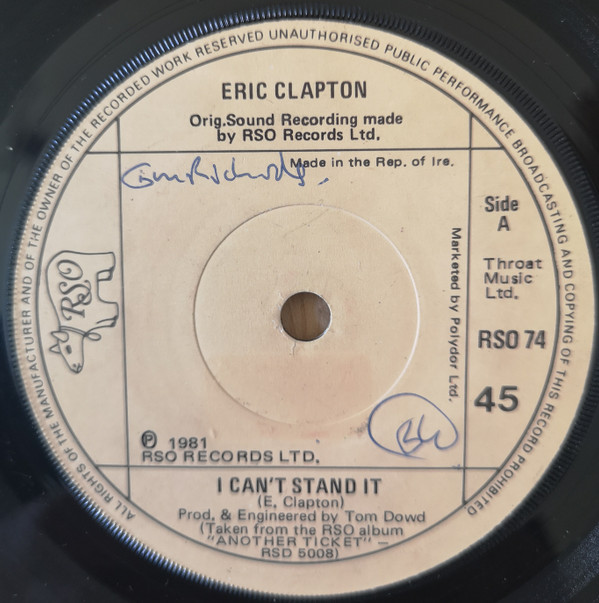 ALL RIGHTS OF THE MANUFACTURER AND OF THE OWNER OF THE RECORDED WORK RESERVED UNAUTHORISED PUBLIC PERFORMANCE BROADCASTING AND COPYING OF THIS RECORD PROHIBITED
ERIC CLAPTON
Orig.Sound Recording made
by RSO Records Ltd.
Made in the Rep. of Ire.
RSO
Side
A
Throat
Music
Ltd.
RSO 74
45
Marketed by Polydor Ltd.
℗ 1981
RSO RECORDS LTD.
I CAN'T STAND IT
(E. Clapton)
Prod. & Engineered by Tom Dowd
(Taken from the RSO album
"ANOTHER TICKET" –
RSD 5008)